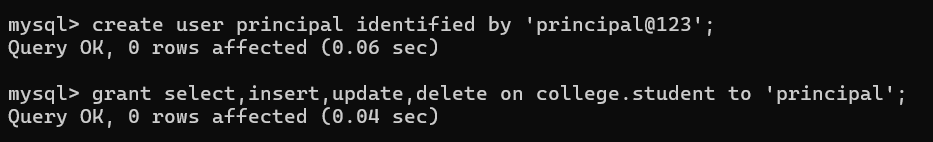 mysql> create user principal identified by 'principal@123';
Query OK, 0 rows affected (0.06 sec)
mysql> grant select,insert,update,delete on college.student to 'principal';
Query OK, 0 rows affected (0.04 sec)